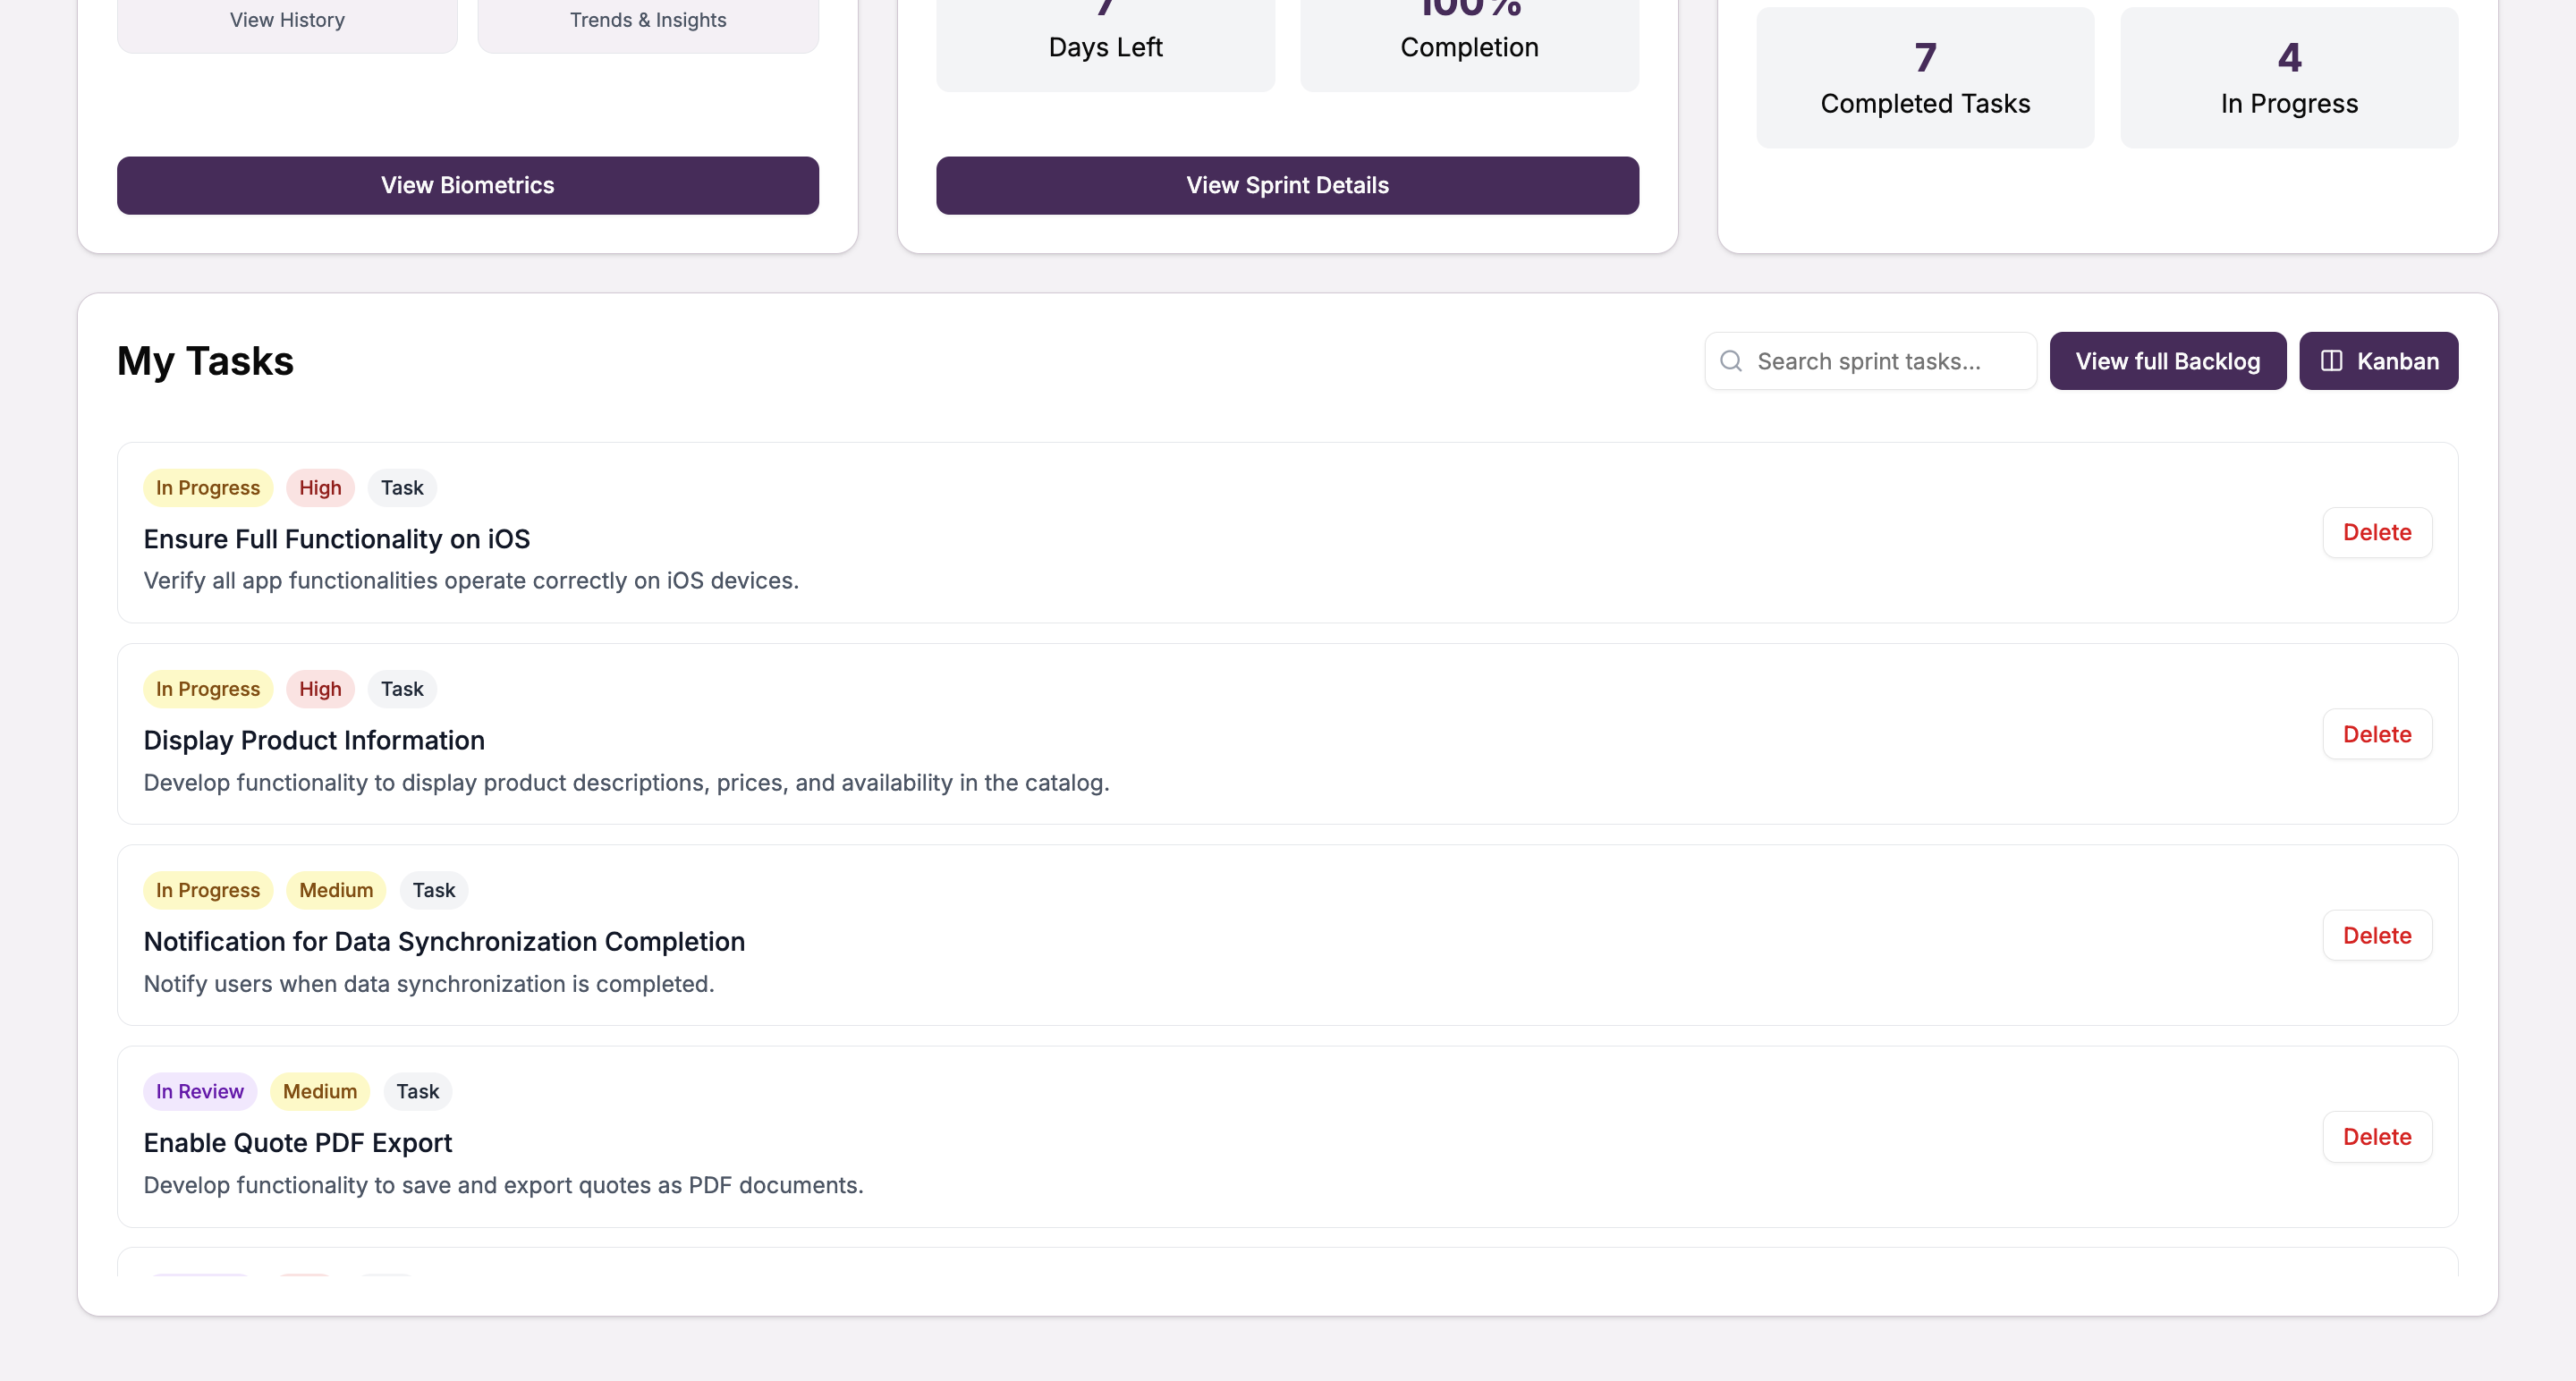 View History
Trends & Insights
View Biometrics
7
Days Left
100%
Completion
View Sprint Details
7
Completed Tasks
4
In Progress
My Tasks
Search sprint tasks...
View full Backlog
Kanban
In Progress
High
Task
Ensure Full Functionality on iOS
Verify all app functionalities operate correctly on iOS devices.
Delete
In Progress
High
Task
Display Product Information
Develop functionality to display product descriptions, prices, and availability in the catalog.
Delete
In Progress
Medium
Task
Notification for Data Synchronization Completion
Notify users when data synchronization is completed.
Delete
In Review
Medium
Task
Enable Quote PDF Export
Develop functionality to save and export quotes as PDF documents.
Delete